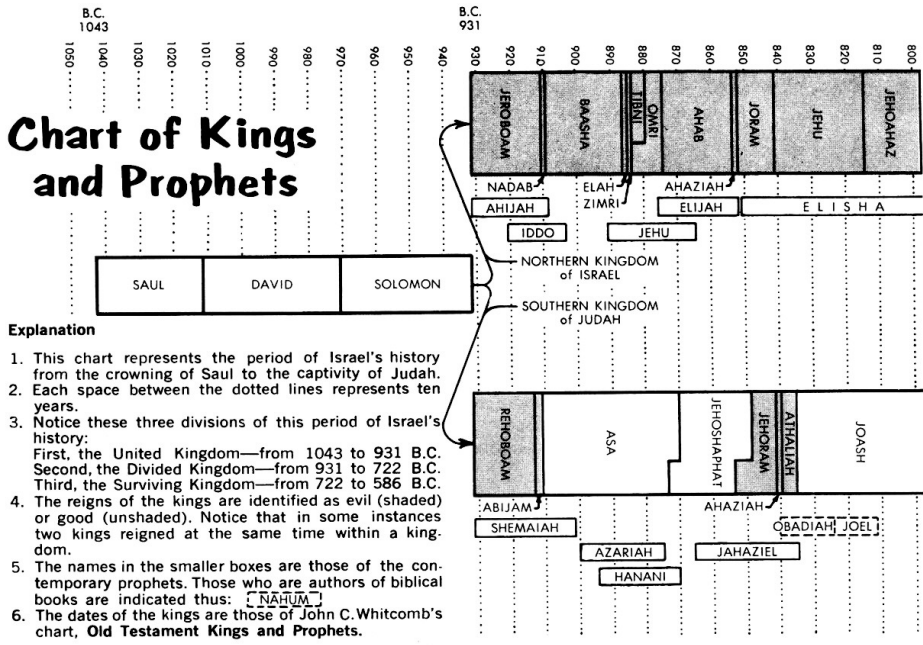 B.C.
1043
B.C.
931
1050 1040 1030 1020 1010 1000 990 980 970 960 950 940 930 920 910 900 890 880 870 860 850 840 830 820 810 800
Chart of Kings
and Prophets
JEROBOAM BAASHA TIBNI OMRI AHAB JORAM JEHU JEHOAHAZ
NADAB ELAH AHAZIAH
ZIMRI
AHIJAH ELIJAH ELISHA
IDDO JEHU
NORTHERN KINGDOM
of ISRAEL
SAUL DAVID SOLOMON
SOUTHERN KINGDOM
of JUDAH
Explanation
1. This chart represents the period of Israel's history
from the crowning of Saul to the captivity of Judah.
2. Each space between the dotted lines represents ten
years.
3. Notice these three divisions of this period of Israel's
history:
First, the United Kingdom—from 1043 to 931 B.C.
Second, the Divided Kingdom—from 931 to 722 B.C.
Third, the Surviving Kingdom—from 722 to 586 B.C.
4. The reigns of the kings are identified as evil (shaded)
or good (unshaded). Notice that in some instances
two kings reigned at the same time within a king-
dom.
5. The names in the smaller boxes are those of the con-
temporary prophets. Those who are authors of biblical
books are indicated thus: NAHUM
6. The dates of the kings are those of John C. Whitcomb's
chart, Old Testament Kings and Prophets.
REHOBOAM ASA JEHOSHAPHAT JEHORAM ATHALIAH JOASH
ABIJAM AHAZIAH
SHEMAIAH OBADIAH JOEL
AZARIAH JAHAZIEL
HANANI